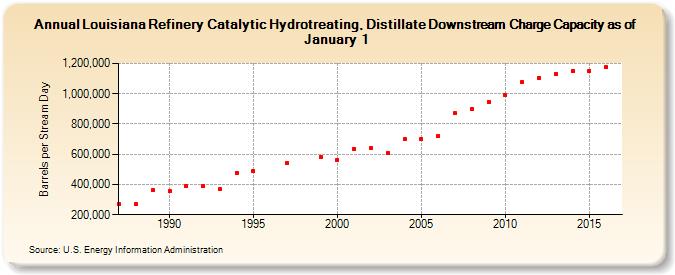 Annual Louisiana Refinery Catalytic Hydrotreating, Distillate Downstream Charge Capacity as of
January 1
Barrels per Stream Day
1,200,000
1,000,000
800,000
600,000
400,000
200,000
1990 1995 2000 2005 2010 2015
Source: U.S. Energy Information Administration